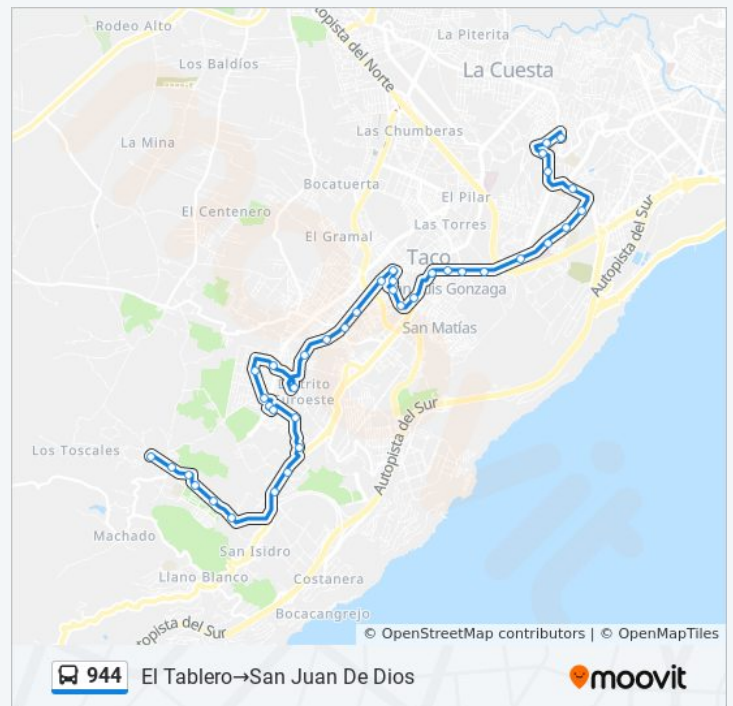 Rodeo Alto
Autopista del Norte
La Piterita
Los Baldíos
La Cuesta
La Mina
Las Chumberas
Bocatuerta
El Pilar
El Centenero
Las Torres
El Gramal
Taco
Autopista del Sur
Luis Gonzaga
San Matías
Distrito
Suroeste
Autopista del Sur
Los Toscales
Machado
San Isidro
Llano Blanco
Costanera
Bocacangrejo
opista del Sur
© OpenStreetMap contributors | © OpenMapTiles
944 El Tablero→San Juan De Dios
moovit